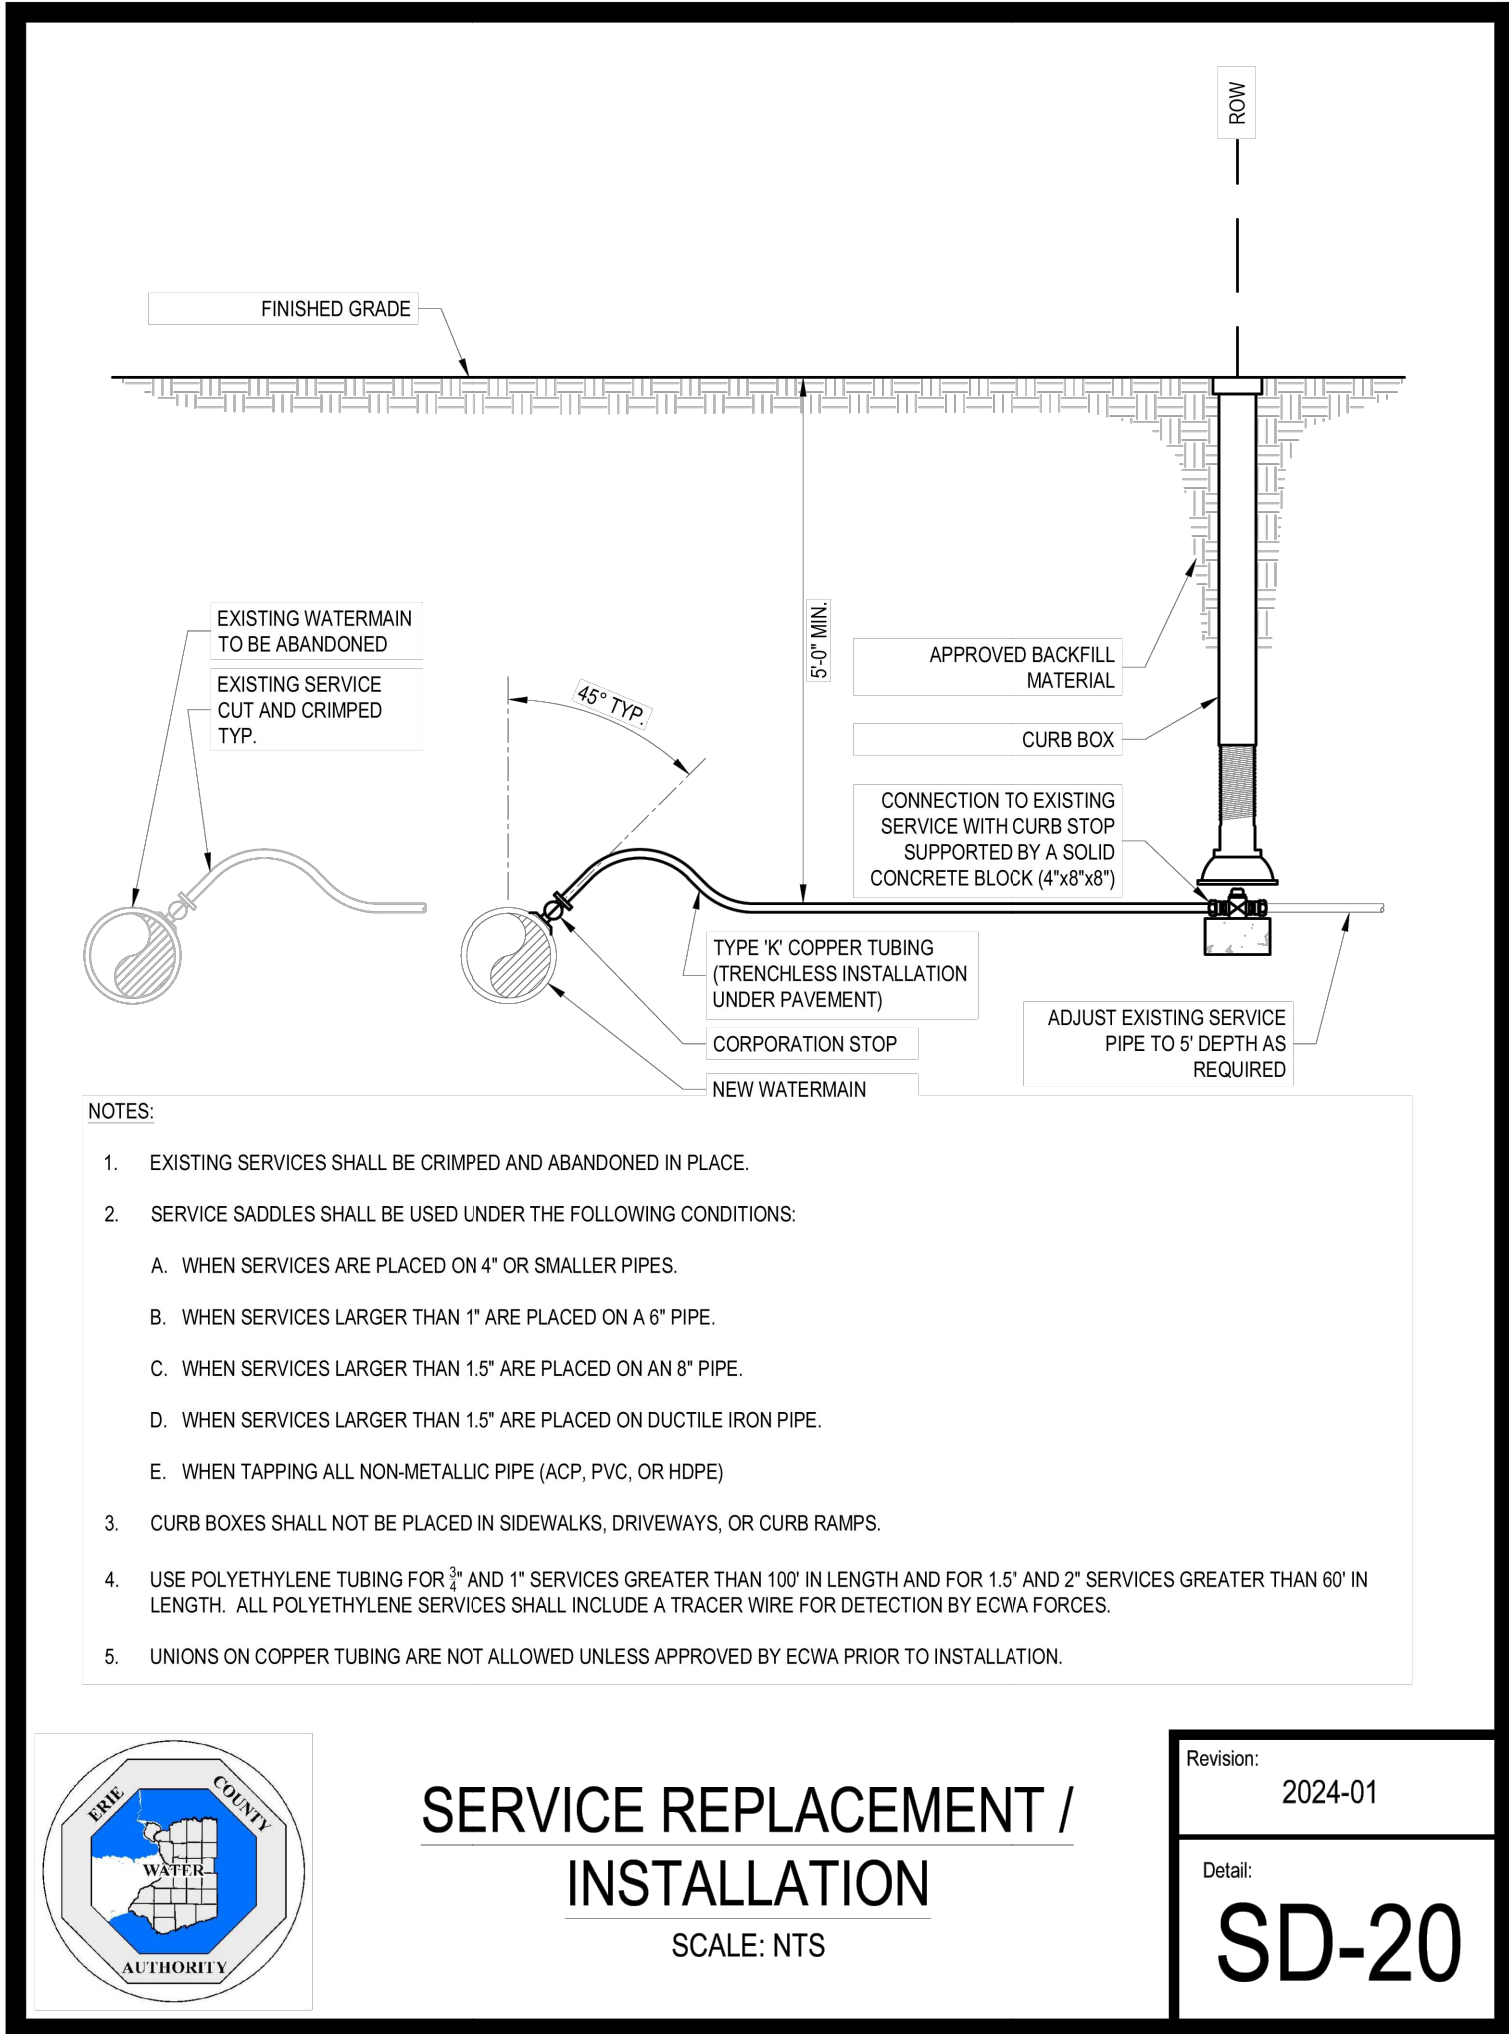 ROW
FINISHED GRADE
EXISTING WATERMAIN
TO BE ABANDONED
EXISTING SERVICE
CUT AND CRIMPED
TYP.
45° TYP.
5'-0" MIN.
APPROVED BACKFILL
MATERIAL
CURB BOX
CONNECTION TO EXISTING
SERVICE WITH CURB STOP
SUPPORTED BY A SOLID
CONCRETE BLOCK (4"x8"x8")
TYPE 'K' COPPER TUBING
(TRENCHLESS INSTALLATION
UNDER PAVEMENT)
CORPORATION STOP
NEW WATERMAIN
ADJUST EXISTING SERVICE
PIPE TO 5' DEPTH AS
REQUIRED
NOTES:
1. EXISTING SERVICES SHALL BE CRIMPED AND ABANDONED IN PLACE.
2. SERVICE SADDLES SHALL BE USED UNDER THE FOLLOWING CONDITIONS:
A. WHEN SERVICES ARE PLACED ON 4" OR SMALLER PIPES.
B. WHEN SERVICES LARGER THAN 1" ARE PLACED ON A 6" PIPE.
C. WHEN SERVICES LARGER THAN 1.5" ARE PLACED ON AN 8" PIPE.
D. WHEN SERVICES LARGER THAN 1.5" ARE PLACED ON DUCTILE IRON PIPE.
E. WHEN TAPPING ALL NON-METALLIC PIPE (ACP, PVC, OR HDPE)
3. CURB BOXES SHALL NOT BE PLACED IN SIDEWALKS, DRIVEWAYS, OR CURB RAMPS.
4. USE POLYETHYLENE TUBING FOR 3/4" AND 1" SERVICES GREATER THAN 100' IN LENGTH AND FOR 1.5" AND 2" SERVICES GREATER THAN 60' IN
LENGTH. ALL POLYETHYLENE SERVICES SHALL INCLUDE A TRACER WIRE FOR DETECTION BY ECWA FORCES.
5. UNIONS ON COPPER TUBING ARE NOT ALLOWED UNLESS APPROVED BY ECWA PRIOR TO INSTALLATION.
ERIE COUNTY
WATER
AUTHORITY
SERVICE REPLACEMENT /
INSTALLATION
SCALE: NTS
Revision:
2024-01
Detail:
SD-20